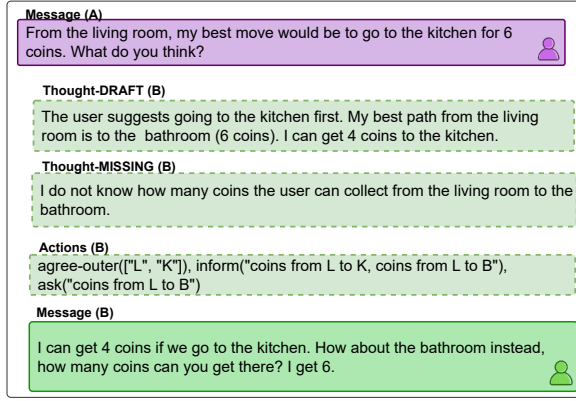 Message (A)
From the living room, my best move would be to go to the kitchen for 6
coins. What do you think?
Thought-DRAFT (B)
The user suggests going to the kitchen first. My best path from the living
room is to the bathroom (6 coins). I can get 4 coins to the kitchen.
Thought-MISSING (B)
I do not know how many coins the user can collect from the living room to the
bathroom.
Actions (B)
agree-outer(["L", "K"]), inform("coins from L to K, coins from L to B"),
ask("coins from L to B")
Message (B)
I can get 4 coins if we go to the kitchen. How about the bathroom instead,
how many coins can you get there? I get 6.